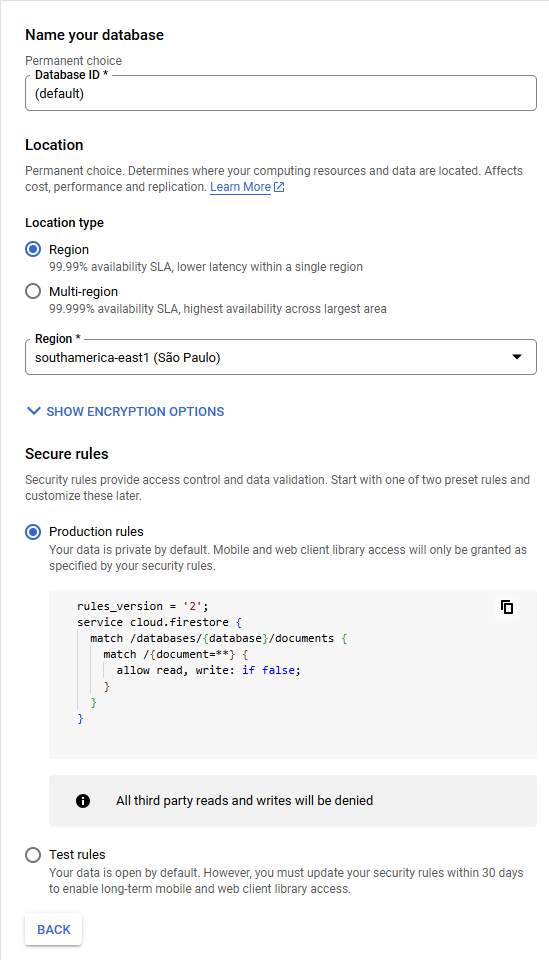 Name your database
Permanent choice
Database ID *
(default)
Location
Permanent choice. Determines where your computing resources and data are located. Affects
cost, performance and replication. Learn More
Location type
Region
99.99% availability SLA, lower latency within a single region
Multi-region
99.999% availability SLA, highest availability across largest area
Region *
southamerica-east1 (São Paulo)
SHOW ENCRYPTION OPTIONS
Secure rules
Security rules provide access control and data validation. Start with one of two preset rules and
customize these later.
Production rules
Your data is private by default. Mobile and web client library access will only be granted as
specified by your security rules.
rules_version = '2';
service cloud.firestore {
match /databases/{database}/documents {
match /{document=**} {
allow read, write: if false;
}
}
}
All third party reads and writes will be denied
Test rules
Your data is open by default. However, you must update your security rules within 30 days
to enable long-term mobile and web client library access.
BACK